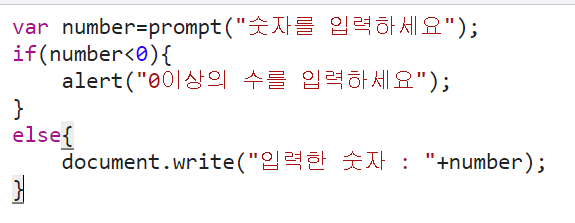 var number=prompt("숫자를 입력하세요");
if(number<0){
    alert("0이상의 수를 입력하세요");
}
else{
    document.write("입력한 숫자 : "+number);
}